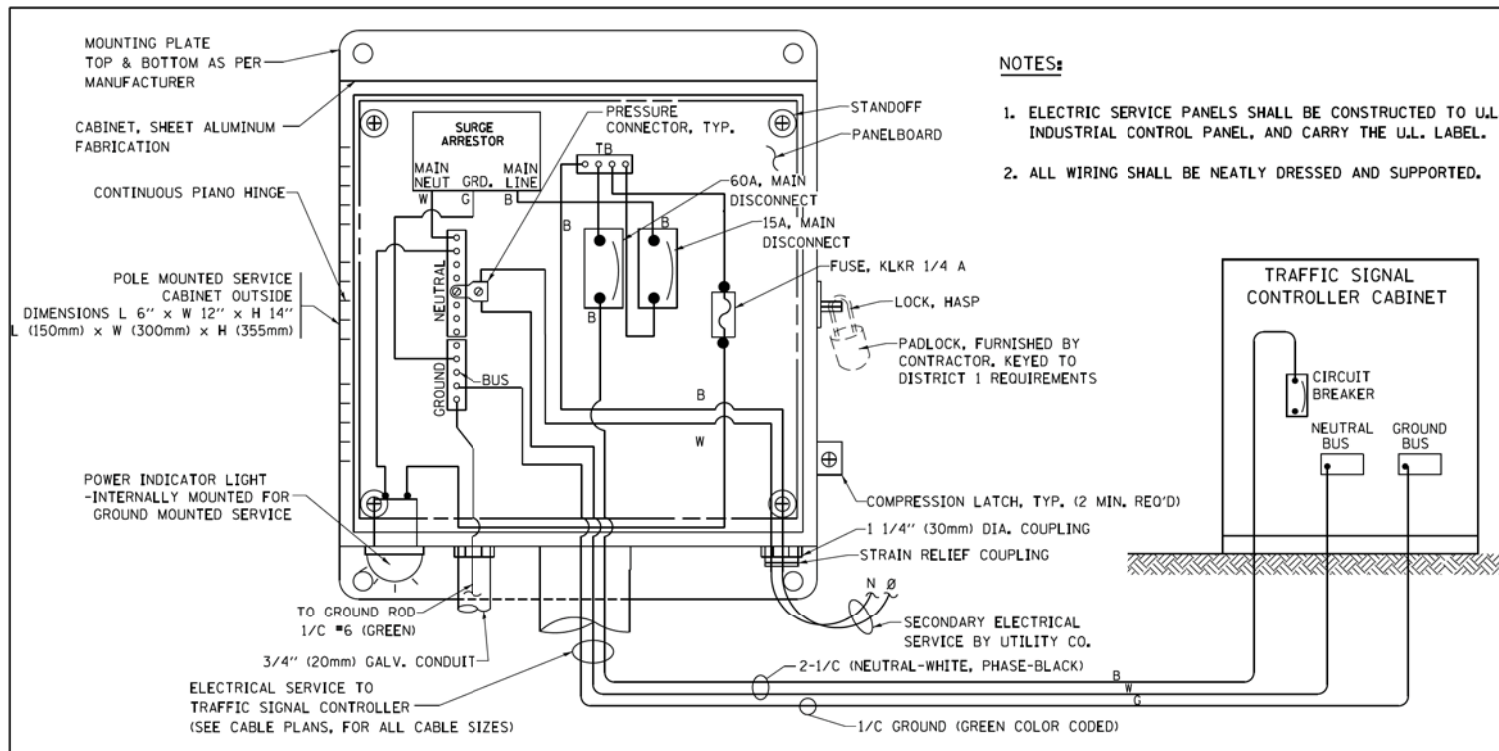 MOUNTING PLATE
TOP & BOTTOM AS PER
MANUFACTURER
CABINET, SHEET ALUMINUM
FABRICATION
CONTINUOUS PIANO HINGE
POLE MOUNTED SERVICE
CABINET OUTSIDE
DIMENSIONS L 6" x W 12" x H 14"
L (150mm) x W (300mm) x H (355mm)
POWER INDICATOR LIGHT
-INTERNALLY MOUNTED FOR
GROUND MOUNTED SERVICE
TO GROUND ROD
1/C #6 (GREEN)
3/4" (20mm) GALV. CONDUIT
ELECTRICAL SERVICE TO
TRAFFIC SIGNAL CONTROLLER
(SEE CABLE PLANS, FOR ALL CABLE SIZES)
SURGE
ARRESTOR
MAIN
NEUT
GRD.
MAIN
LINE
W
G
B
PRESSURE
CONNECTOR, TYP.
TB
60A, MAIN
DISCONNECT
B
B
15A, MAIN
DISCONNECT
B
NEUTRAL
GROUND
BUS
B
W
STANDOFF
PANELBOARD
FUSE, KLKR 1/4 A
LOCK, HASP
PADLOCK, FURNISHED BY
CONTRACTOR. KEYED TO
DISTRICT 1 REQUIREMENTS
COMPRESSION LATCH, TYP. (2 MIN. REQ'D)
1 1/4" (30mm) DIA. COUPLING
STRAIN RELIEF COUPLING
N Ø
SECONDARY ELECTRICAL
SERVICE BY UTILITY CO.
2-1/C (NEUTRAL-WHITE, PHASE-BLACK)
B
W
G
1/C GROUND (GREEN COLOR CODED)
NOTES:
1. ELECTRIC SERVICE PANELS SHALL BE CONSTRUCTED TO U.L
INDUSTRIAL CONTROL PANEL, AND CARRY THE U.L. LABEL.
2. ALL WIRING SHALL BE NEATLY DRESSED AND SUPPORTED.
TRAFFIC SIGNAL
CONTROLLER CABINET
CIRCUIT
BREAKER
NEUTRAL
BUS
GROUND
BUS